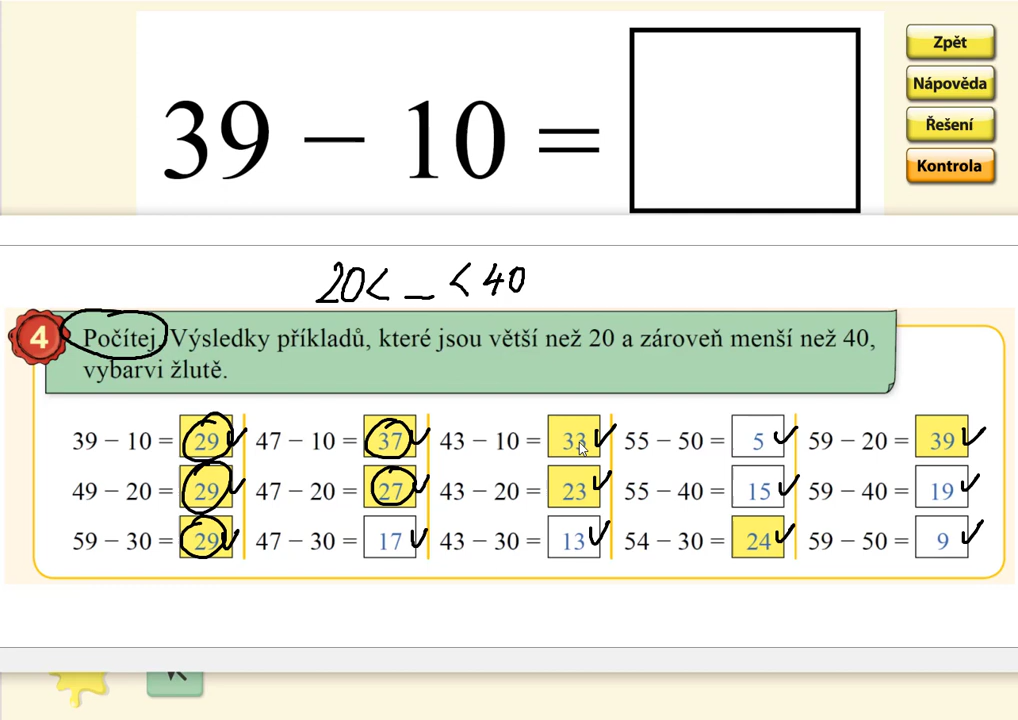 39 − 10 =
Zpět
Nápověda
Řešení
Kontrola
20 < _ < 40
4 Počítej. Výsledky příkladů, které jsou větší než 20 a zároveň menší než 40,
vybarvi žlutě.
39 − 10 = 29 47 − 10 = 37 43 − 10 = 33 55 − 50 = 5 59 − 20 = 39
49 − 20 = 29 47 − 20 = 27 43 − 20 = 23 55 − 40 = 15 59 − 40 = 19
59 − 30 = 29 47 − 30 = 17 43 − 30 = 13 54 − 30 = 24 59 − 50 = 9